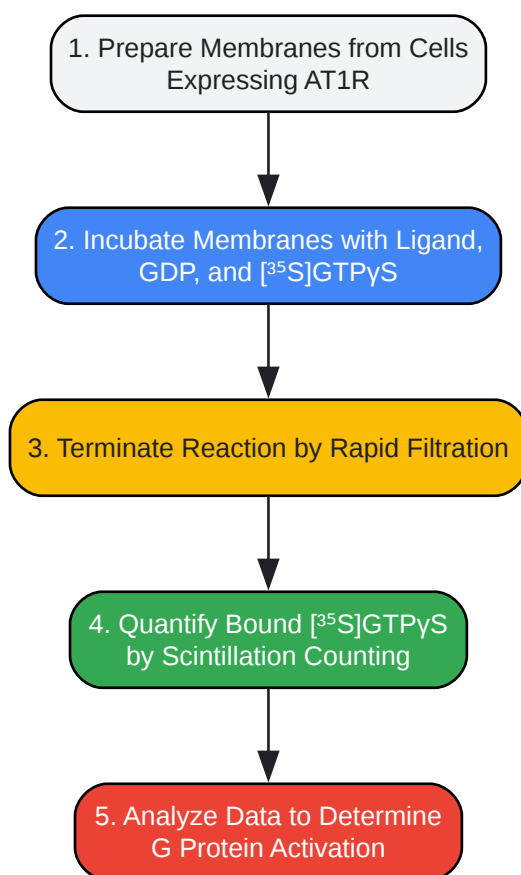 1. Prepare Membranes from Cells
Expressing AT1R
2. Incubate Membranes with Ligand,
GDP, and [³⁵S]GTPγS
3. Terminate Reaction by Rapid Filtration
4. Quantify Bound [³⁵S]GTPγS
by Scintillation Counting
5. Analyze Data to Determine
G Protein Activation